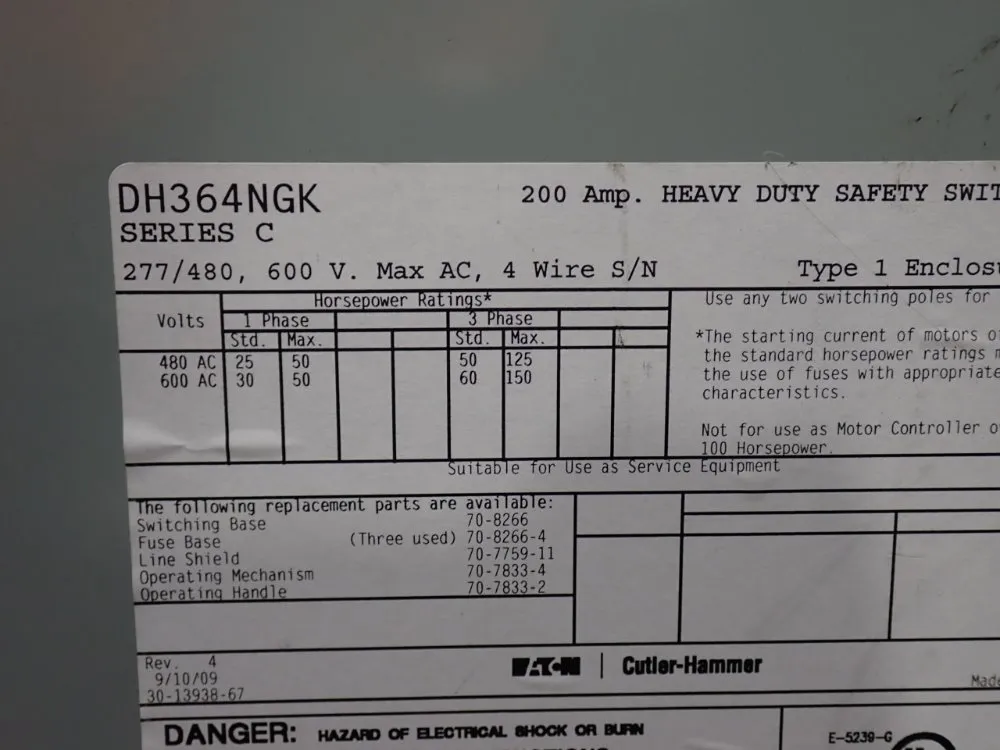 DH364NGK
200 Amp. HEAVY DUTY SAFETY
SERIES C
277/480, 600 V. Max AC, 4 Wire S/N
Type 1
Horsepower Ratings*
Use any two switching poles for
Volts
1 Phase
3 Phase
Std. Max.
Std. Max.
*The starting current of motors
480 AC 25 50 50 125
the standard horsepower ratings
600 AC 30 50 60 150
the use of fuses with appropriate
characteristics.
Not for use as Motor Controller
100 Horsepower.
Suitable for Use as Service Equipment
The following replacement parts are available:
Switching Base 70-8266
Fuse Base (Three used) 70-8266-4
Line Shield 70-7759-11
Operating Mechanism 70-7833-4
Operating Handle 70-7833-2
Rev. 4
9/10/09
30-13938-67
EATON | Cutler-Hammer
DANGER: HAZARD OF ELECTRICAL SHOCK OR BURN
E-5239-G